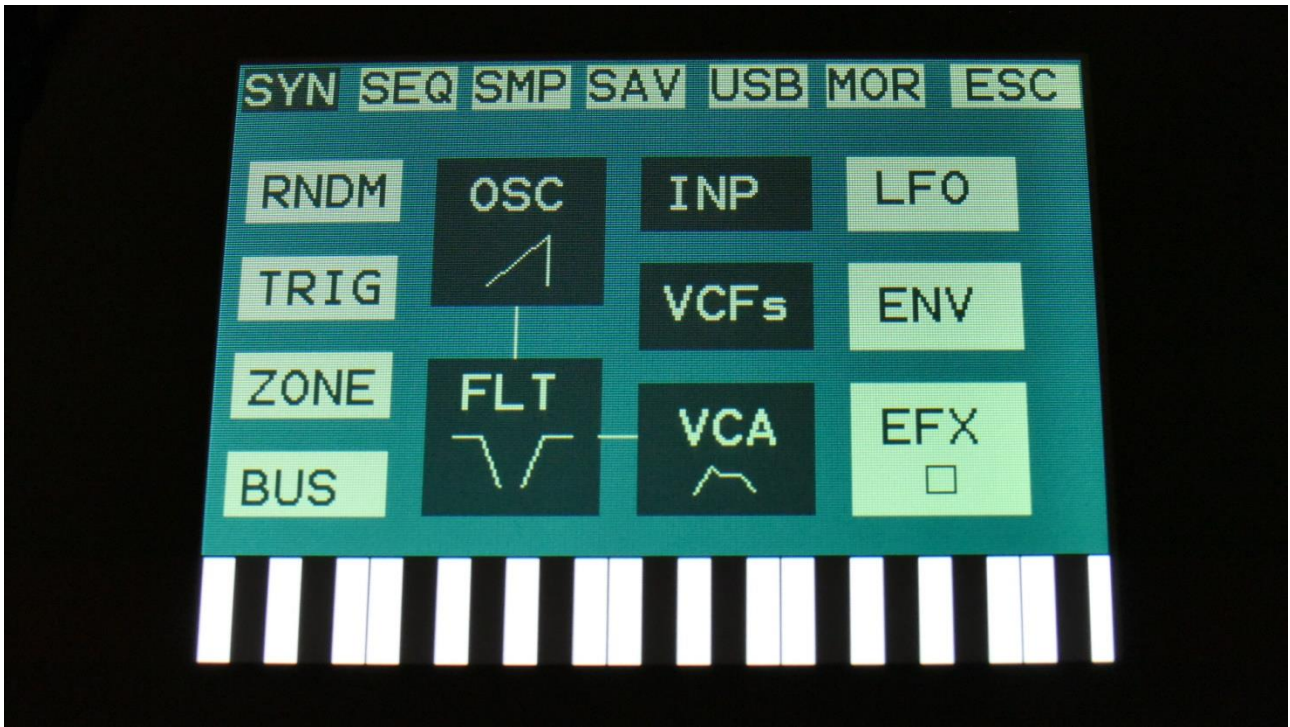 SYN SEQ SMP SAV USB MOR ESC
RNDM OSC INP LFO
TRIG VCFs ENV
ZONE FLT VCA EFX
BUS